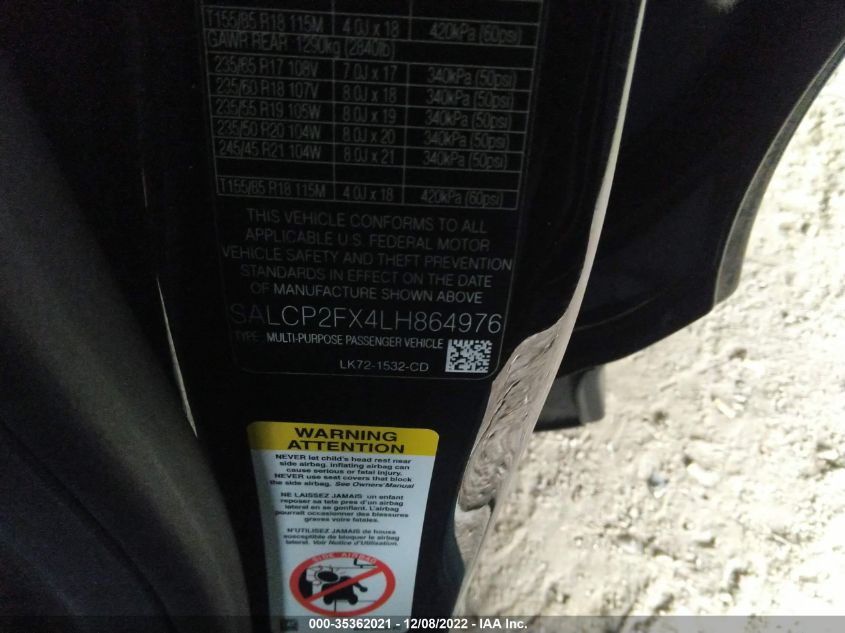 T155/85 R18 115M 4.0J x 18 420kPa (60psi)
GAWR REAR 1290kg (2840lb)
235/65 R17 108V 7.0J x 17 340kPa (50psi)
235/60 R18 107V 8.0J x 18 340kPa (50psi)
235/55 R19 105W 8.0J x 19 340kPa (50psi)
235/50 R20 104W 8.0J x 20 340kPa (50psi)
245/45 R21 104W 8.0J x 21 340kPa (50psi)
T155/85 R18 115M 4.0J x 18 420kPa (60psi)
THIS VEHICLE CONFORMS TO ALL
APPLICABLE U.S. FEDERAL MOTOR
VEHICLE SAFETY AND THEFT PREVENTION
STANDARDS IN EFFECT ON THE DATE
OF MANUFACTURE SHOWN ABOVE
SALCP2FX4LH864976
TYPE MULTI-PURPOSE PASSENGER VEHICLE
LK72-1532-CD
WARNING
ATTENTION
NEVER let child's head rest near
side airbag. Inflating airbag can
cause serious or fatal injury.
NEVER use seat covers that block
the side airbag. See Owners'Manual
NE LAISSEZ JAMAIS un enfant
reposer sa tete pres d'un airbag
lateral en se gonflant. L'airbag
pourrait occasionner des blessures
graves voire fatales.
N'UTILISEZ JAMAIS de housse
susceptible de bloquer le airbag
lateral. Voir Notice d'Utilisation.
SIDE AIRBAG
000-35362021 - 12/08/2022 - IAA Inc.